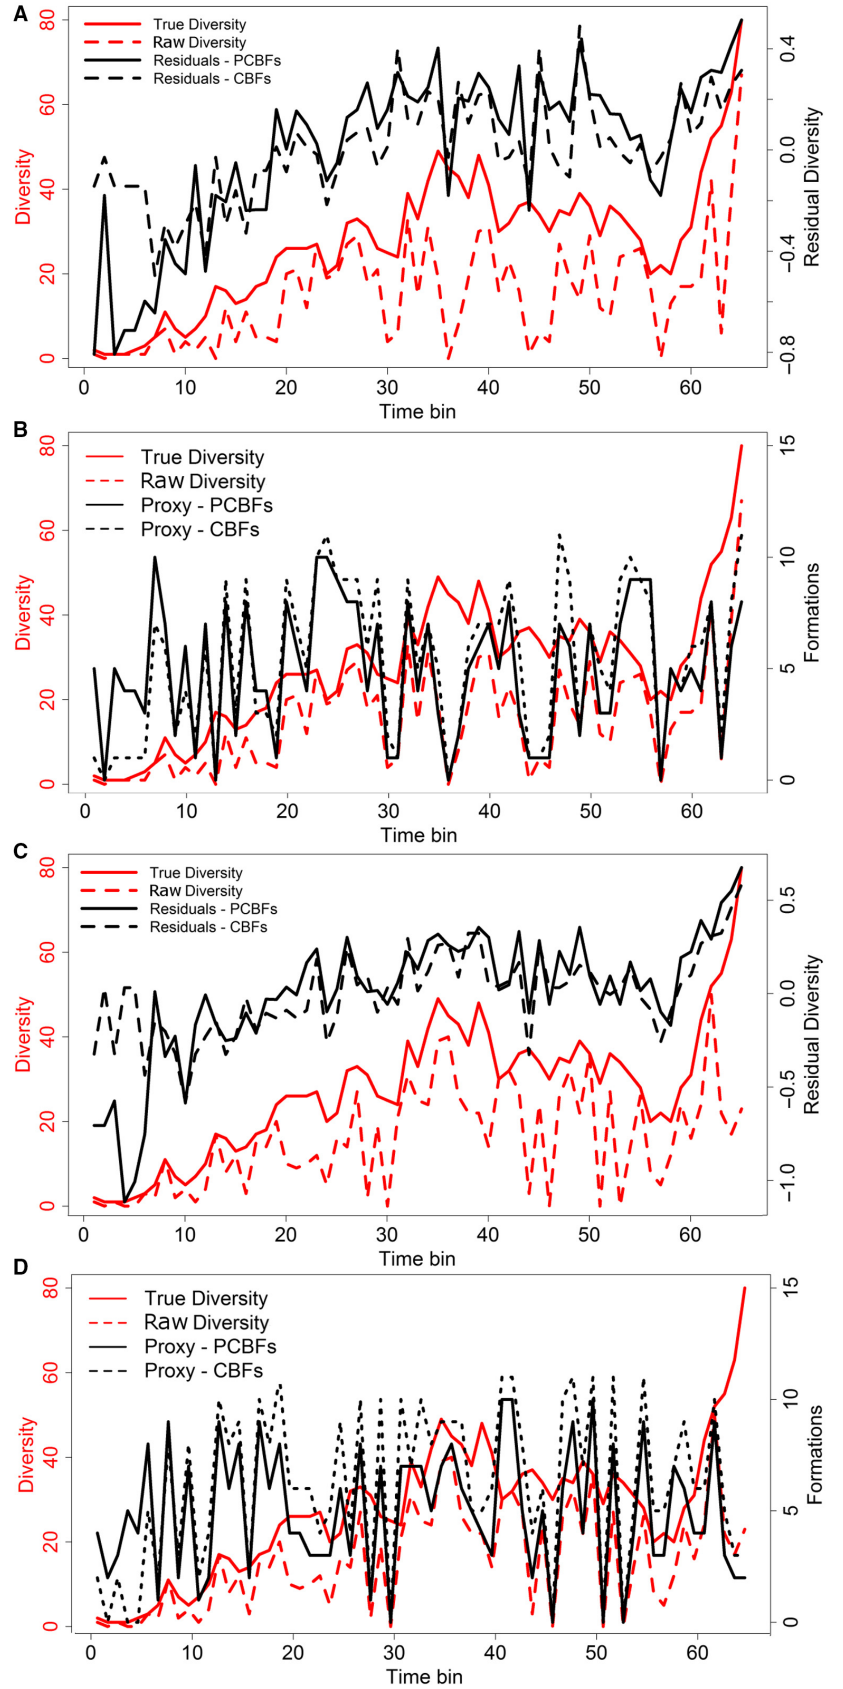 A
True Diversity
Raw Diversity
Residuals - PCBFs
Residuals - CBFs
Diversity
Residual Diversity
0 20 40 60 80
−0.8 −0.4 0.0 0.4
0 10 20 30 40 50 60
Time bin
B
True Diversity
Raw Diversity
Proxy - PCBFs
Proxy - CBFs
Diversity
Formations
0 20 40 60 80
0 5 10 15
0 10 20 30 40 50 60
Time bin
C
True Diversity
Raw Diversity
Residuals - PCBFs
Residuals - CBFs
Diversity
Residual Diversity
0 20 40 60 80
−1.0 −0.5 0.0 0.5
0 10 20 30 40 50 60
Time bin
D
True Diversity
Raw Diversity
Proxy - PCBFs
Proxy - CBFs
Diversity
Formations
0 20 40 60 80
0 5 10 15
0 10 20 30 40 50 60
Time bin